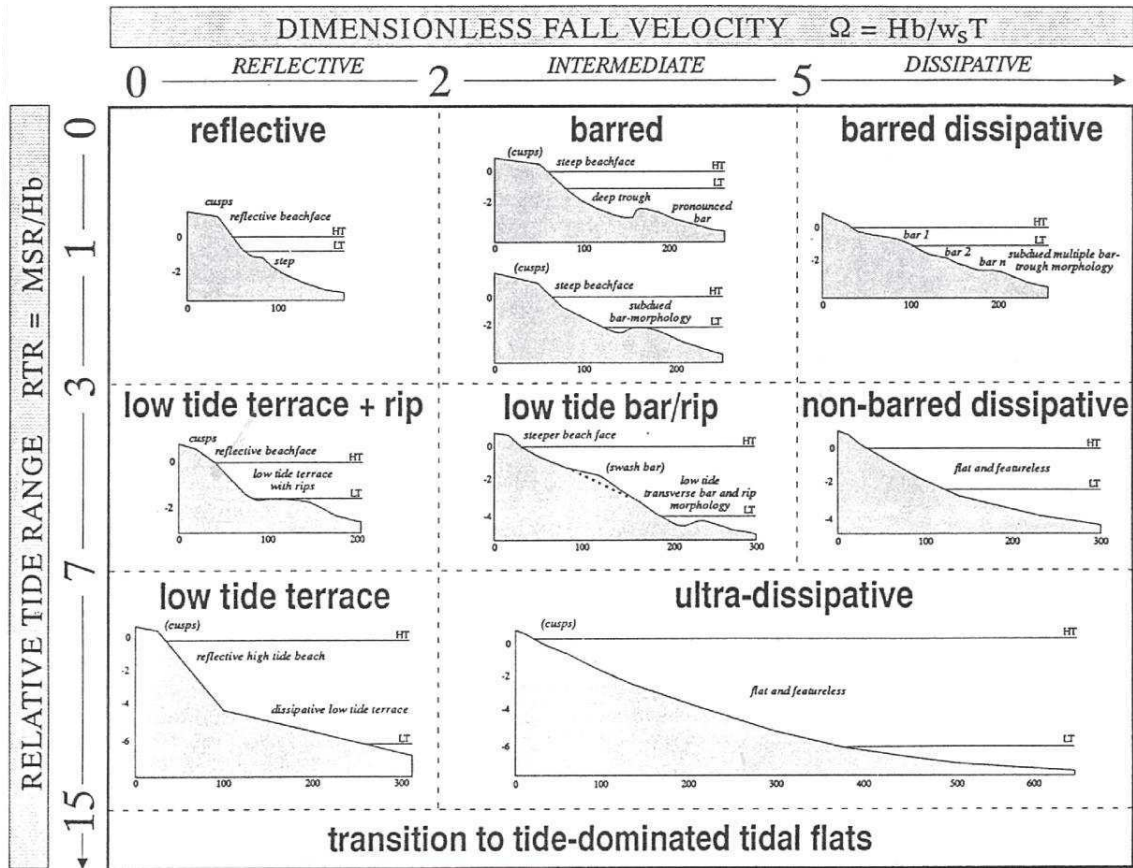 DIMENSIONLESS FALL VELOCITY Ω = Hb/wsT
0 REFLECTIVE 2 INTERMEDIATE 5 DISSIPATIVE
RELATIVE TIDE RANGE RTR = MSR/Hb
0
1
3
7
15
reflective
cusps
reflective beachface
HT
LT
step
0
-2
0 100
barred
(cusps)
steep beachface
HT
LT
deep trough
pronounced
bar
0
-2
0 100 200
(cusps)
steep beachface
HT
subdued
bar-morphology
LT
0
-2
0 100 200
barred dissipative
HT
bar 1
LT
bar 2
bar n
subdued multiple bar-
trough morphology
0
-2
0 100 200
low tide terrace + rip
cusps
reflective beachface
HT
low tide terrace
with rips
LT
0
-2
0 100 200
low tide bar/rip
steeper beach face
HT
(swash bar)
low tide
transverse bar and rip
morphology
LT
0
-2
-4
0 100 200 300
non-barred dissipative
HT
flat and featureless
LT
0
-2
-4
0 100 200 300
low tide terrace
(cusps)
HT
reflective high tide beach
dissipative low tide terrace
LT
0
-2
-4
-6
0 100 200 300
ultra-dissipative
(cusps)
HT
flat and featureless
LT
0
-2
-4
-6
0 100 200 300 400 500 600
transition to tide-dominated tidal flats